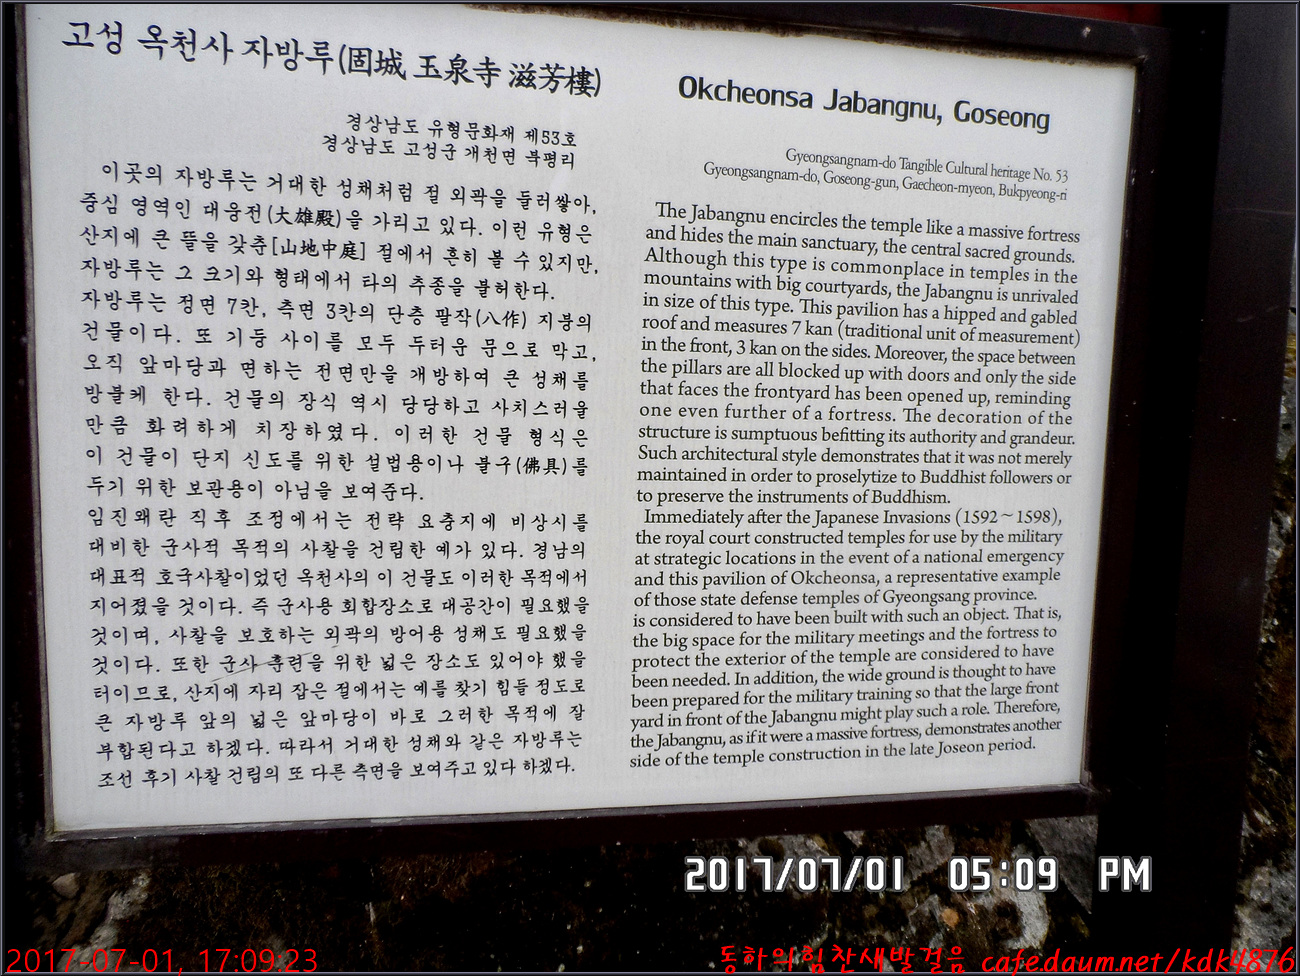 고성 옥천사 자방루(固城 玉泉寺 滋芳樓)
경상남도 유형문화재 제53호
경상남도 고성군 개천면 북평리
이곳의 자방루는 거대한 성채처럼 절 외곽을 둘러쌓아,
중심 영역인 대웅전(大雄殿)을 가리고 있다. 이런 유형은
산지에 큰 뜰을 갖춘[山地中庭] 절에서 흔히 볼 수 있지만,
자방루는 그 크기와 형태에서 타의 추종을 불허한다.
자방루는 정면 7칸, 측면 3칸의 단층 팔작(八作) 지붕의
건물이다. 또 기둥 사이를 모두 두터운 문으로 막고,
오직 앞마당과 면하는 전면만을 개방하여 큰 성채를
방불케 한다. 건물의 장식 역시 당당하고 사치스러울
만큼 화려하게 치장하였다. 이러한 건물 형식은
이 건물이 단지 신도를 위한 설법용이나 불구(佛具)를
두기 위한 보관용이 아님을 보여준다.
임진왜란 직후 조정에서는 전략 요충지에 비상시를
대비한 군사적 목적의 사찰을 건립한 예가 있다. 경남의
대표적 호국사찰이었던 옥천사의 이 건물도 이러한 목적에서
지어졌을 것이다. 즉 군사용 회합장소로 대공간이 필요했을
것이며, 사찰을 보호하는 외곽의 방어용 성채도 필요했을
것이다. 또한 군사 훈련을 위한 넓은 장소도 있어야 했을
터이므로, 산지에 자리 잡은 절에서는 예를 찾기 힘들 정도로
큰 자방루 앞의 넓은 앞마당이 바로 그러한 목적에 잘
부합된다고 하겠다. 따라서 거대한 성채와 같은 자방루는
조선 후기 사찰 건립의 또 다른 측면을 보여주고 있다 하겠다.
Okcheonsa Jabangnu, Goseong
Gyeongsangnam-do Tangible Cultural heritage No. 53
Gyeongsangnam-do, Goseong-gun, Gaecheon-myeon, Bukpyeong-ri
The Jabangnu encircles the temple like a massive fortress
and hides the main sanctuary, the central sacred grounds.
Although this type is commonplace in temples in the
mountains with big courtyards, the Jabangnu is unrivaled
in size of this type. This pavilion has a hipped and gabled
roof and measures 7 kan (traditional unit of measurement)
in the front, 3 kan on the sides. Moreover, the space between
the pillars are all blocked up with doors and only the side
that faces the frontyard has been opened up, reminding
one even further of a fortress. The decoration of the
structure is sumptuous befitting its authority and grandeur.
Such architectural style demonstrates that it was not merely
maintained in order to proselytize to Buddhist followers or
to preserve the instruments of Buddhism.
Immediately after the Japanese Invasions (1592~1598),
the royal court constructed temples for use by the military
at strategic locations in the event of a national emergency
and this pavilion of Okcheonsa, a representative example
of those state defense temples of Gyeongsang province.
is considered to have been built with such an object. That is,
the big space for the military meetings and the fortress to
protect the exterior of the temple are considered to have
been needed. In addition, the wide ground is thought to have
been prepared for the military training so that the large front
yard in front of the Jabangnu might play such a role. Therefore,
the Jabangnu, as if it were a massive fortress, demonstrates another
side of the temple construction in the late Joseon period.
2017/07/01 05:09 PM
2017-07-01, 17:09:23
동하의힘찬새발걸음 cafe.daum.net/kdk4876